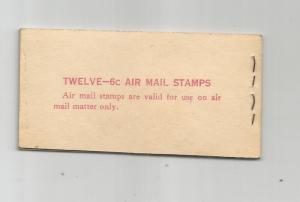 TWELVE—6c AIR MAIL STAMPS
Air mail stamps are valid for use on air
mail matter only.